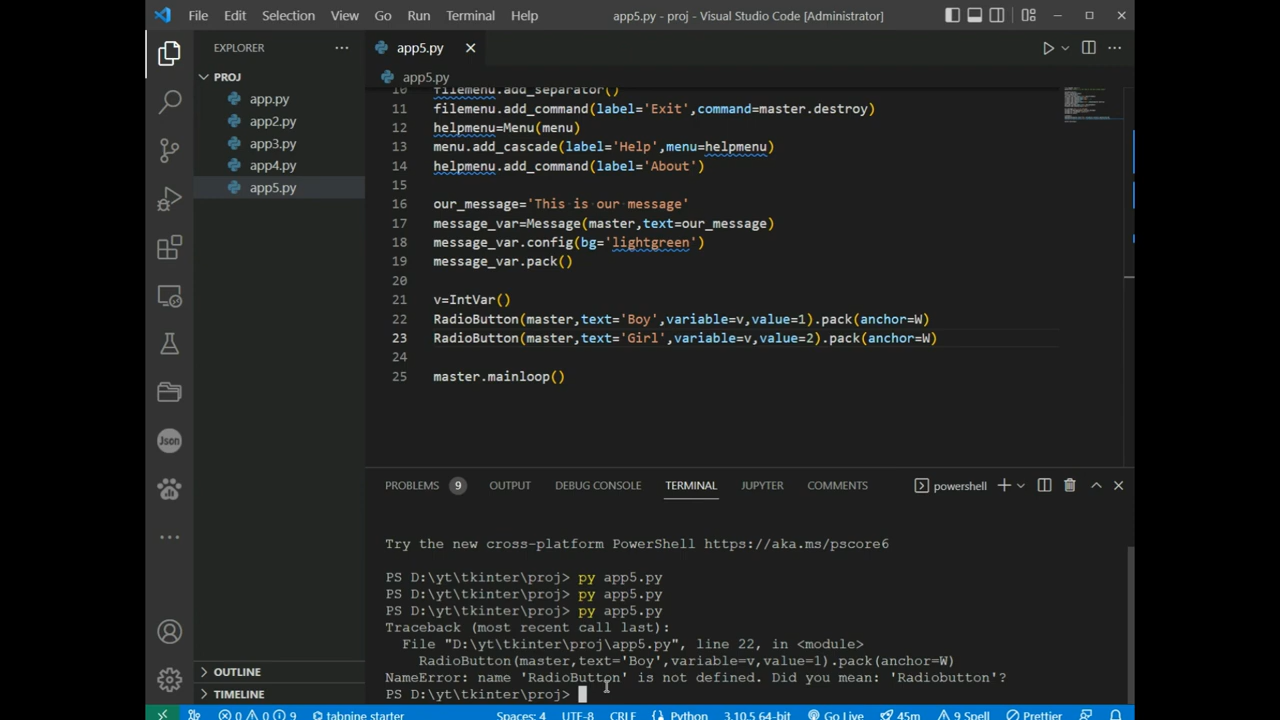 File Edit Selection View Go Run Terminal Help app5.py - proj - Visual Studio Code [Administrator]
EXPLORER
PROJ
app.py
app2.py
app3.py
app4.py
app5.py
OUTLINE
TIMELINE
Json
app5.py
app5.py
10 filemenu.add_separator()
11 filemenu.add_command(label='Exit',command=master.destroy)
12 helpmenu=Menu(menu)
13 menu.add_cascade(label='Help',menu=helpmenu)
14 helpmenu.add_command(label='About')
15
16 our_message='This is our message'
17 message_var=Message(master,text=our_message)
18 message_var.config(bg='lightgreen')
19 message_var.pack()
20
21 v=IntVar()
22 RadioButton(master,text='Boy',variable=v,value=1).pack(anchor=W)
23 RadioButton(master,text='Girl',variable=v,value=2).pack(anchor=W)
24
25 master.mainloop()
PROBLEMS 9 OUTPUT DEBUG CONSOLE TERMINAL JUPYTER COMMENTS powershell
Try the new cross-platform PowerShell https://aka.ms/pscore6
PS D:\yt\tkinter\proj> py app5.py
PS D:\yt\tkinter\proj> py app5.py
PS D:\yt\tkinter\proj> py app5.py
Traceback (most recent call last):
File "D:\yt\tkinter\proj\app5.py", line 22, in <module>
RadioButton(master,text='Boy',variable=v,value=1).pack(anchor=W)
NameError: name 'RadioButton' is not defined. Did you mean: 'Radiobutton'?
PS D:\yt\tkinter\proj>
0 0 9 tabnine starter Spaces: 4 UTF-8 CRLF Python 3.10.5 64-bit Go Live 45m 9 Spell Prettier